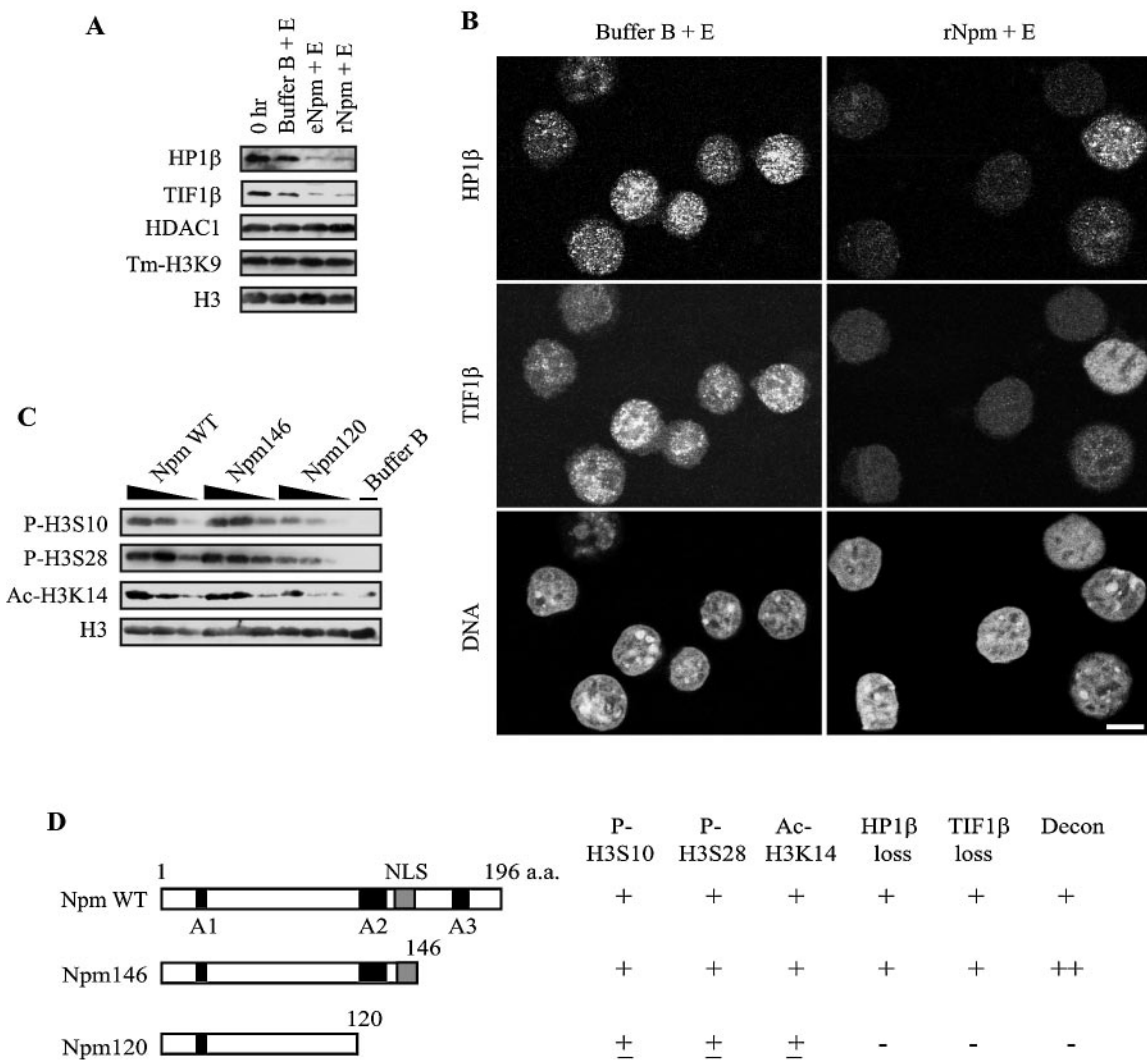 A
0 hr
Buffer B + E
eNpm + E
rNpm + E
HP1β
TIF1β
HDAC1
Tm-H3K9
H3
B
Buffer B + E
rNpm + E
HP1β
TIF1β
DNA
C
Npm WT
Npm146
Npm120
Buffer B
P-H3S10
P-H3S28
Ac-H3K14
H3
D
P-
H3S10
P-
H3S28
Ac-
H3K14
HP1β
loss
TIF1β
loss
Decon
1
NLS
196 a.a.
Npm WT
+ + + + + +
A1
A2
A3
146
Npm146
+ + + + + ++
120
Npm120
± ± ± - - -